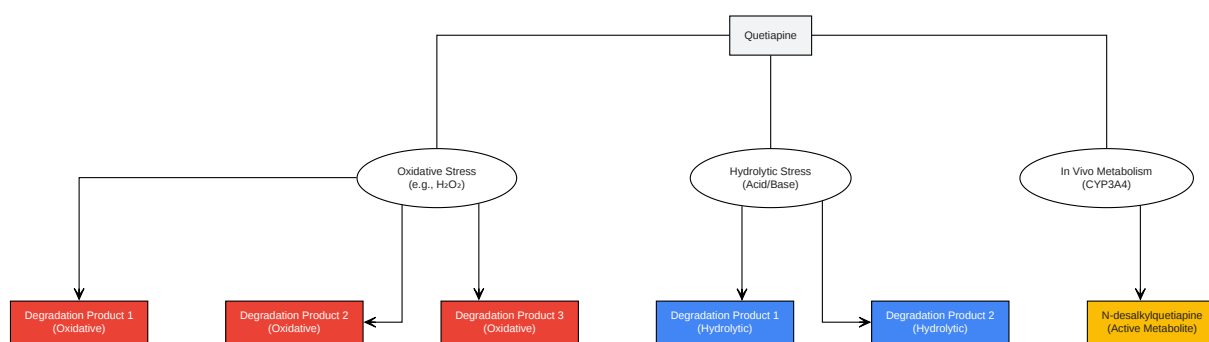 Quetiapine
Oxidative Stress
(e.g., H₂O₂)
Hydrolytic Stress
(Acid/Base)
In Vivo Metabolism
(CYP3A4)
Degradation Product 1
(Oxidative)
Degradation Product 2
(Oxidative)
Degradation Product 3
(Oxidative)
Degradation Product 1
(Hydrolytic)
Degradation Product 2
(Hydrolytic)
N-desalkylquetiapine
(Active Metabolite)